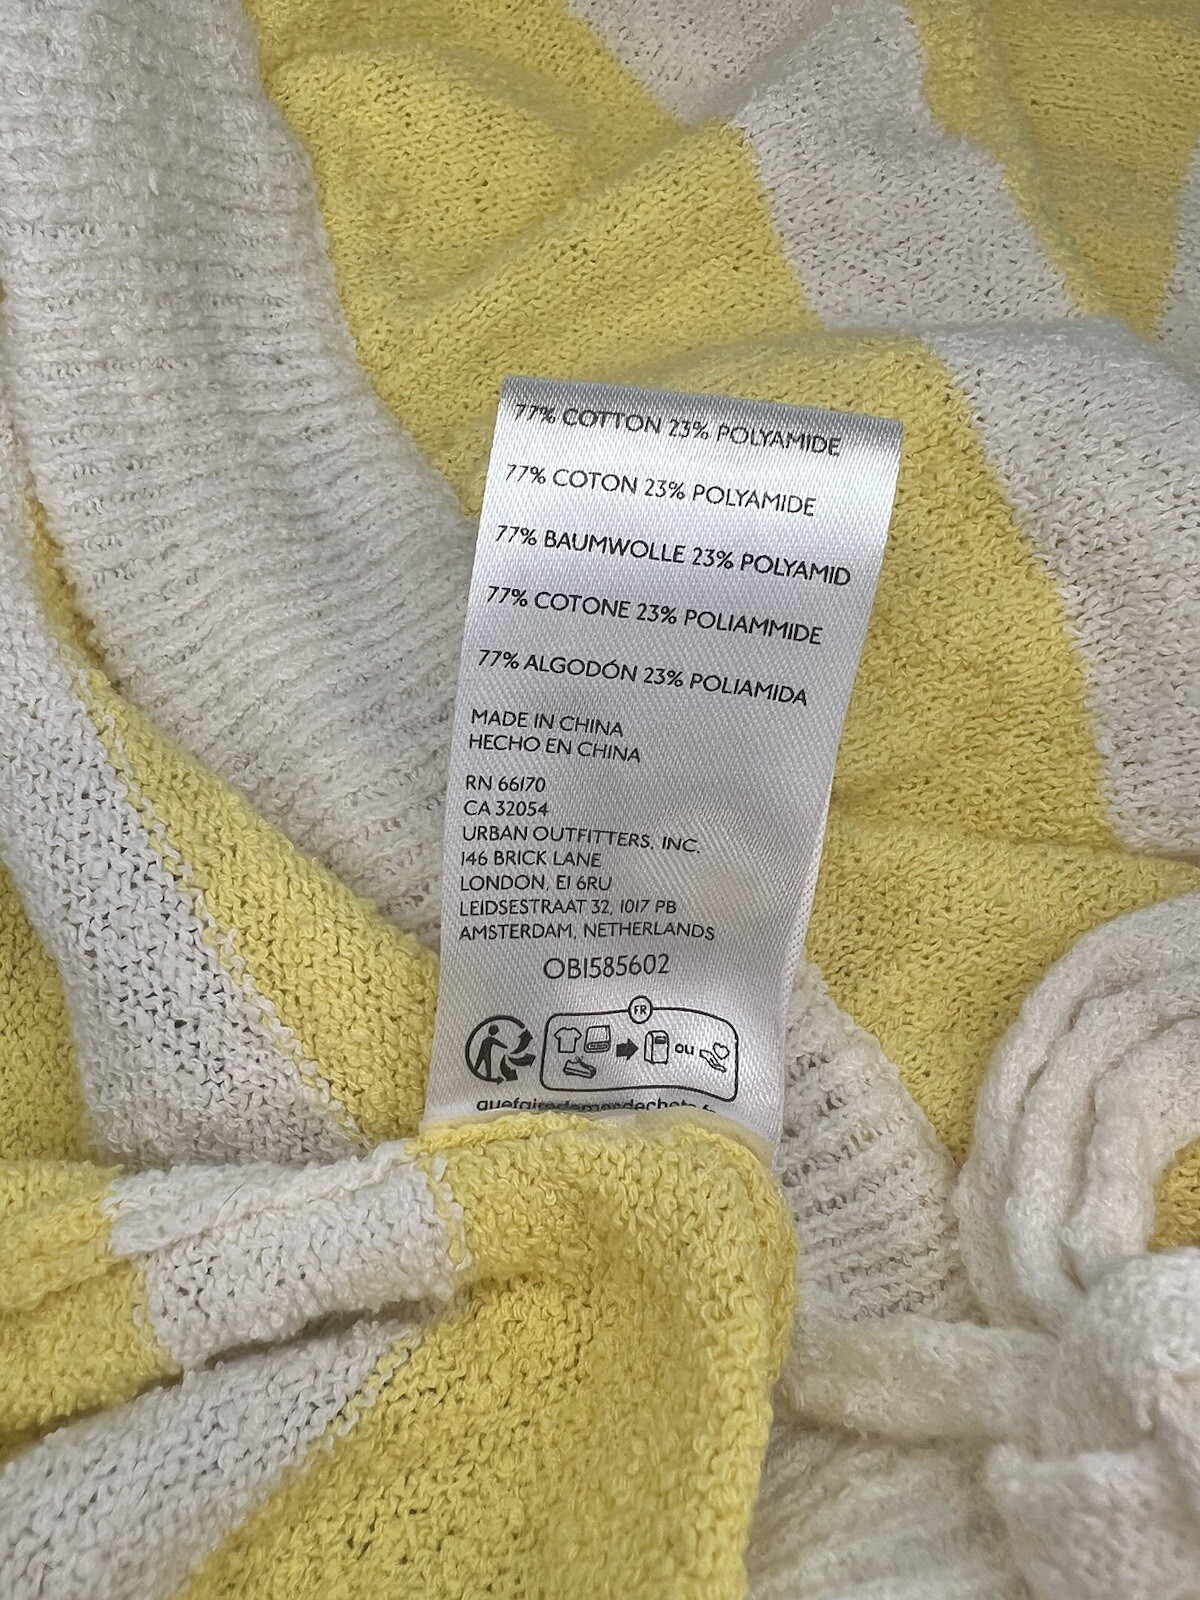 77% COTTON 23% POLYAMIDE
77% COTON 23% POLYAMIDE
77% BAUMWOLLE 23% POLYAMID
77% COTONE 23% POLIAMMIDE
77% ALGODÓN 23% POLIAMIDA
MADE IN CHINA
HECHO EN CHINA
RN 66170
CA 32054
URBAN OUTFITTERS, INC.
146 BRICK LANE
LONDON, E1 6RU
LEIDSESTRAAT 32, 1017 PB
AMSTERDAM, NETHERLANDS
OB1585602
FR
ou
quefairedemesdechets.fr